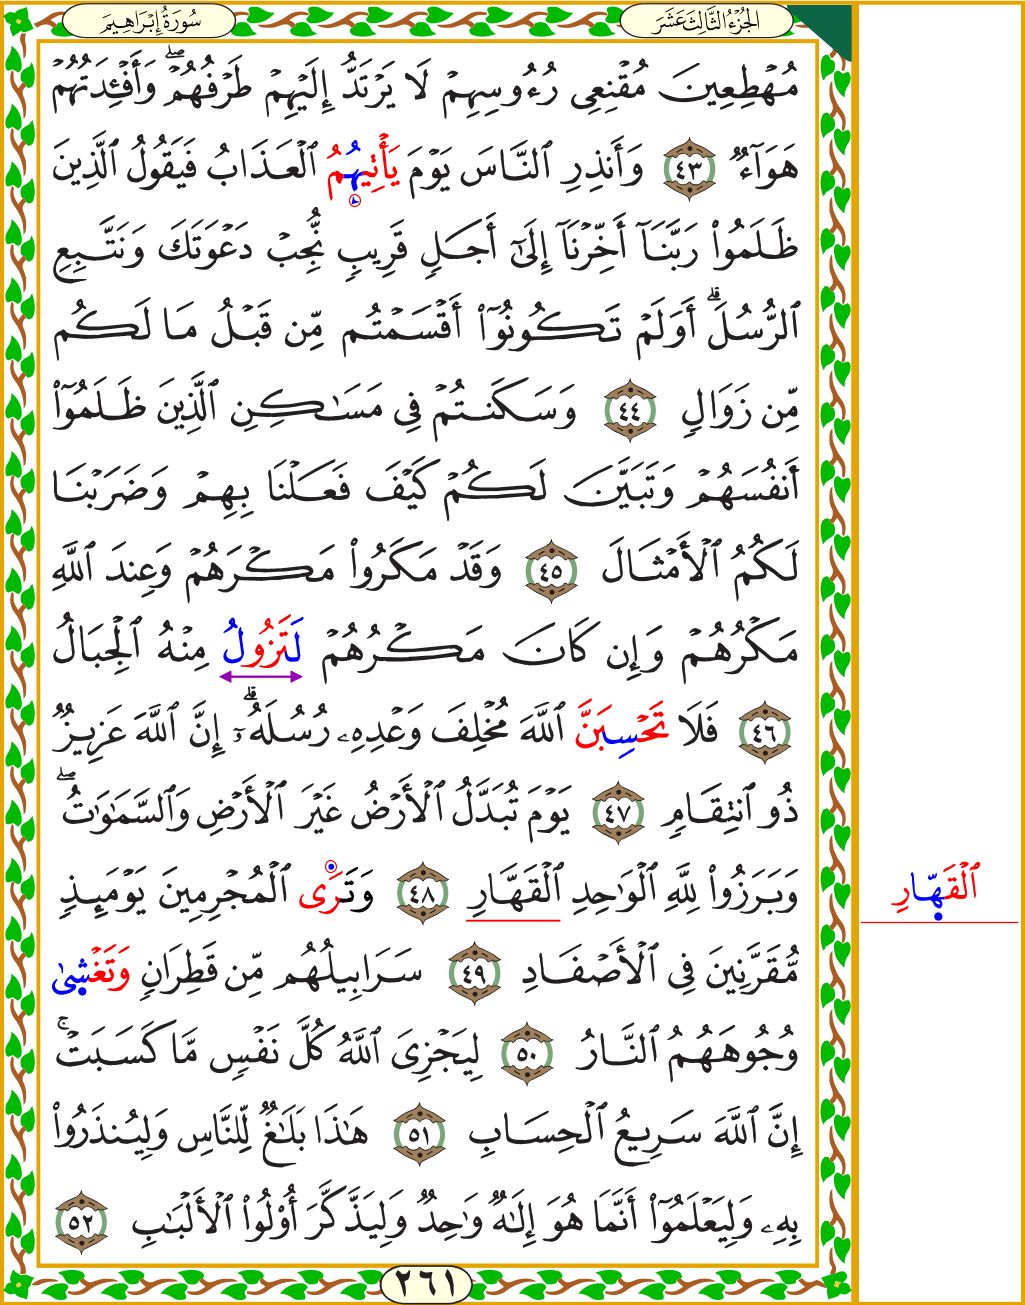 سُورَةُ إِبْرَاهِيمَ
الجُزْءُ الثَّالِثَ عَشَرَ
مُهۡطِعِينَ مُقۡنِعِي رُءُوسِهِمۡ لَا يَرۡتَدُّ إِلَيۡهِمۡ طَرۡفُهُمۡۖ وَأَفۡـِٔدَتُهُمۡ
هَوَآءٞ ٤٣ وَأَنذِرِ ٱلنَّاسَ يَوۡمَ يَأۡتِيهُمُ ٱلۡعَذَابُ فَيَقُولُ ٱلَّذِينَ
ظَلَمُواْ رَبَّنَآ أَخِّرۡنَآ إِلَىٰٓ أَجَلٖ قَرِيبٖ نُّجِبۡ دَعۡوَتَكَ وَنَتَّبِعِ
ٱلرُّسُلَۗ أَوَلَمۡ تَكُونُوٓاْ أَقۡسَمۡتُم مِّن قَبۡلُ مَا لَكُم
مِّن زَوَالٖ ٤٤ وَسَكَنتُمۡ فِي مَسَٰكِنِ ٱلَّذِينَ ظَلَمُوٓاْ
أَنفُسَهُمۡ وَتَبَيَّنَ لَكُمۡ كَيۡفَ فَعَلۡنَا بِهِمۡ وَضَرَبۡنَا
لَكُمُ ٱلۡأَمۡثَالَ ٤٥ وَقَدۡ مَكَرُواْ مَكۡرَهُمۡ وَعِندَ ٱللَّهِ
مَكۡرُهُمۡ وَإِن كَانَ مَكۡرُهُمۡ لَتَزُولُ مِنۡهُ ٱلۡجِبَالُ
٤٦ فَلَا تَحۡسِبَنَّ ٱللَّهَ مُخۡلِفَ وَعۡدِهِۦ رُسُلَهُۥٓۗ إِنَّ ٱللَّهَ عَزِيزٞ
ذُو ٱنتِقَامٖ ٤٧ يَوۡمَ تُبَدَّلُ ٱلۡأَرۡضُ غَيۡرَ ٱلۡأَرۡضِ وَٱلسَّمَٰوَٰتُۖ
وَبَرَزُواْ لِلَّهِ ٱلۡوَٰحِدِ ٱلۡقَهَّارِ ٤٨ وَتَرَى ٱلۡمُجۡرِمِينَ يَوۡمَئِذٖ
ٱلۡقَهّارِ
مُّقَرَّنِينَ فِي ٱلۡأَصۡفَادِ ٤٩ سَرَابِيلُهُم مِّن قَطِرَانٖ وَتَغۡشىٰ
وُجُوهَهُمُ ٱلنَّارُ ٥٠ لِيَجۡزِيَ ٱللَّهُ كُلَّ نَفۡسٖ مَّا كَسَبَتۡۚ
إِنَّ ٱللَّهَ سَرِيعُ ٱلۡحِسَابِ ٥١ هَٰذَا بَلَٰغٞ لِّلنَّاسِ وَلِيُنذَرُواْ
بِهِۦ وَلِيَعۡلَمُوٓاْ أَنَّمَا هُوَ إِلَٰهٞ وَٰحِدٞ وَلِيَذَّكَّرَ أُوْلُواْ ٱلۡأَلۡبَٰبِ ٥٢
٢٦١